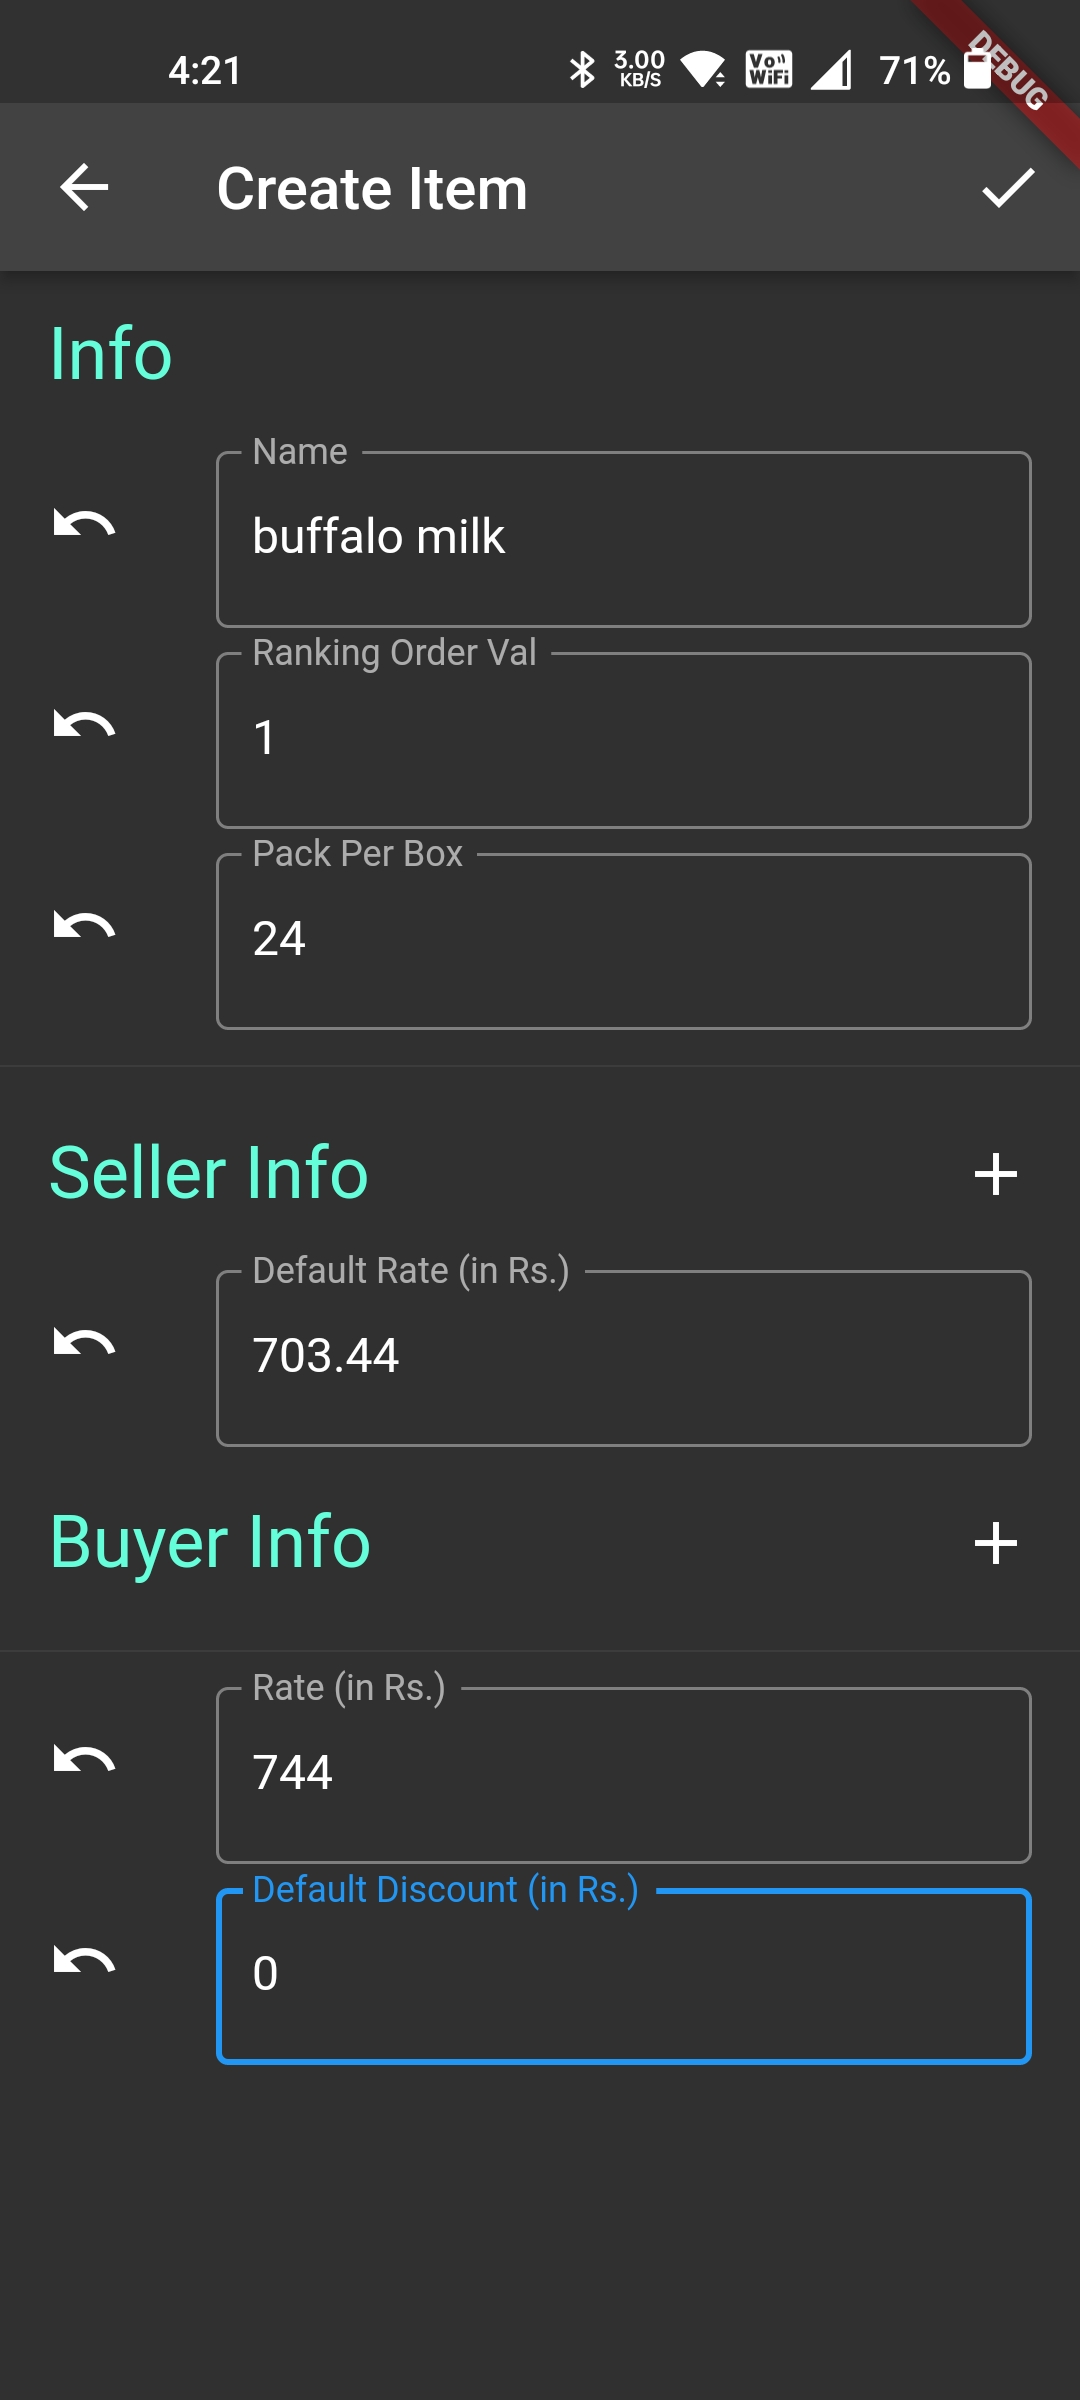 4:21 3.00 KB/S Vo WiFi 71% DEBUG
Create Item
Info
Name
buffalo milk
Ranking Order Val
1
Pack Per Box
24
Seller Info
Default Rate (in Rs.)
703.44
Buyer Info
Rate (in Rs.)
744
Default Discount (in Rs.)
0